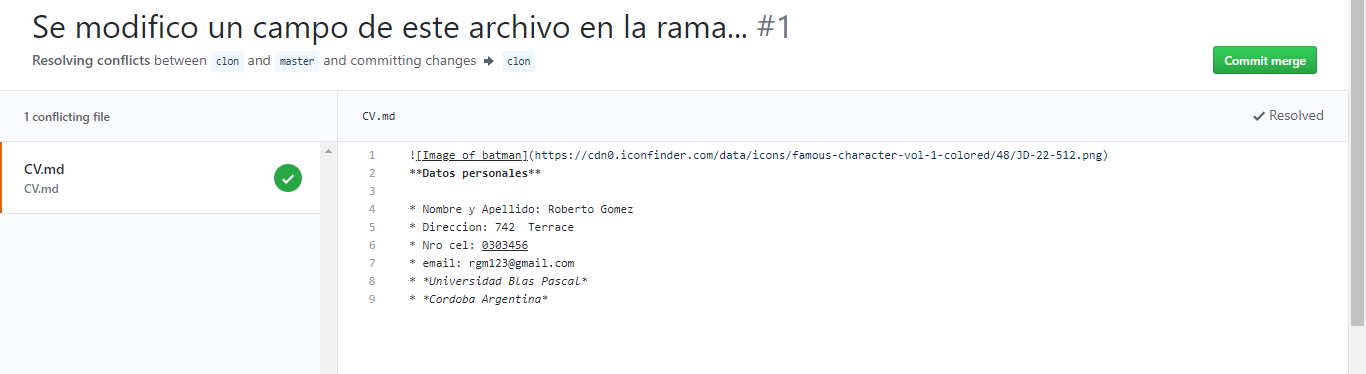 Se modifico un campo de este archivo en la rama... #1
Resolving conflicts between clon and master and committing changes → clon
Commit merge
1 conflicting file
CV.md
Resolved
CV.md
CV.md
1 ![Image of batman](https://cdn0.iconfinder.com/data/icons/famous-character-vol-1-colored/48/JD-22-512.png)
2 **Datos personales**
3
4 * Nombre y Apellido: Roberto Gomez
5 * Direccion: 742  Terrace
6 * Nro cel: 0303456
7 * email: rgm123@gmail.com
8 * *Universidad Blas Pascal*
9 * *Cordoba Argentina*